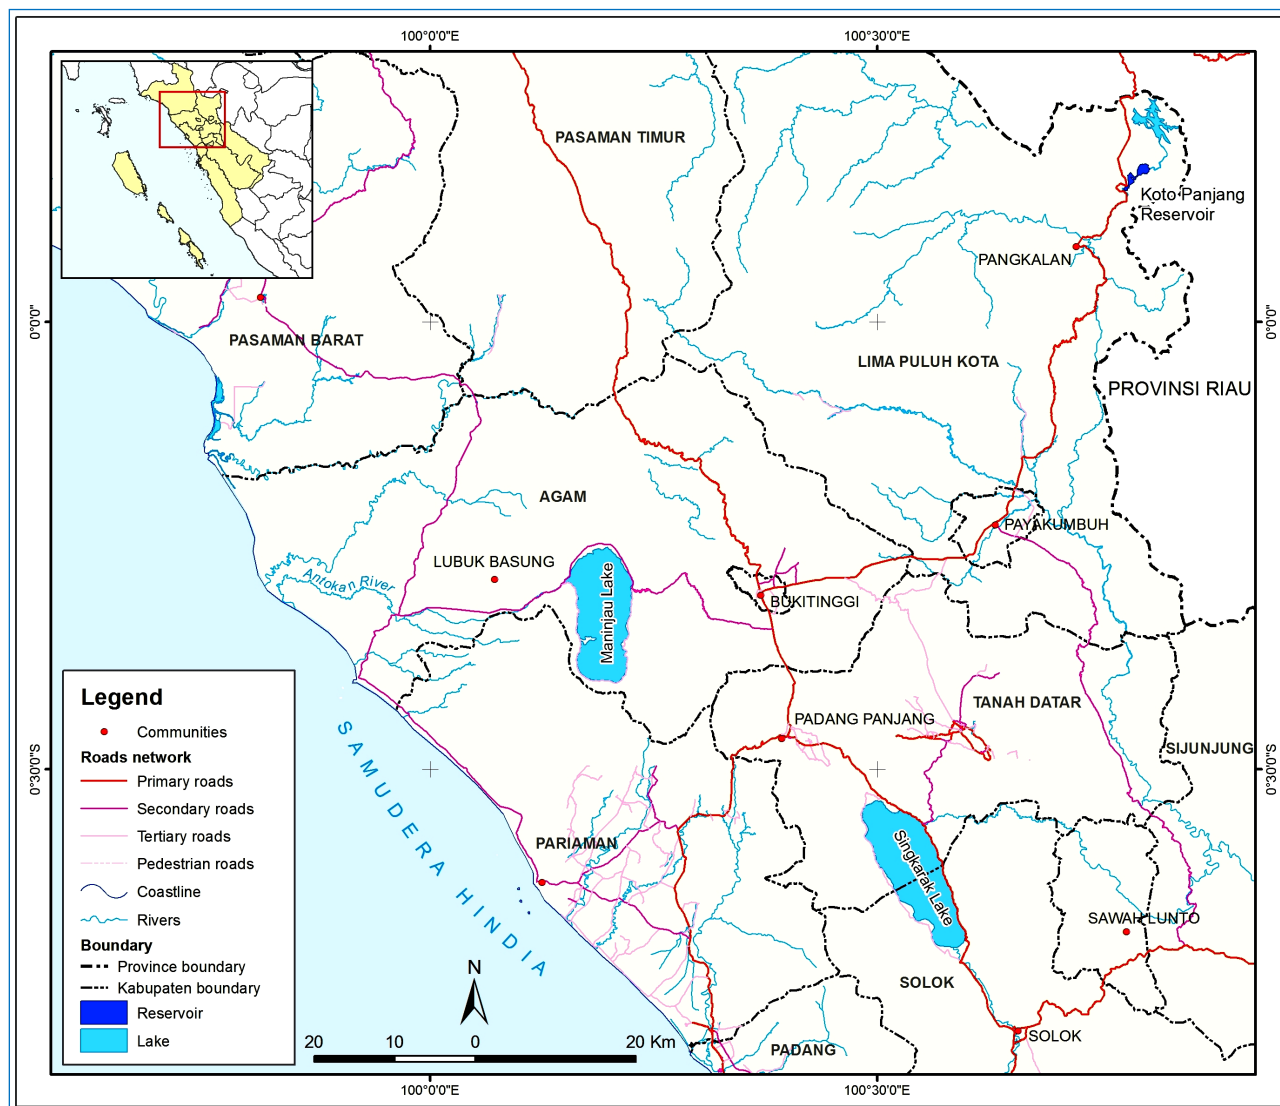 100°0'0"E
100°30'0"E
PASAMAN TIMUR
Koto Panjang
Reservoir
PANGKALAN
0°0'0"
0°0'0"
PASAMAN BARAT
LIMA PULUH KOTA
PROVINSI RIAU
AGAM
PAYAKUMBUH
LUBUK BASUNG
Antokan River
Maninjau Lake
BUKITINGGI
TANAH DATAR
PADANG PANJANG
SIJUNJUNG
0°30'0"S
0°30'0"S
SAMUDERA HINDIA
PARIAMAN
Singkarak Lake
SAWAH LUNTO
SOLOK
SOLOK
PADANG
Legend
Communities
Roads network
Primary roads
Secondary roads
Tertiary roads
Pedestrian roads
Coastline
Rivers
Boundary
Province boundary
Kabupaten boundary
Reservoir
Lake
N
20 10 0 20 Km
100°0'0"E
100°30'0"E